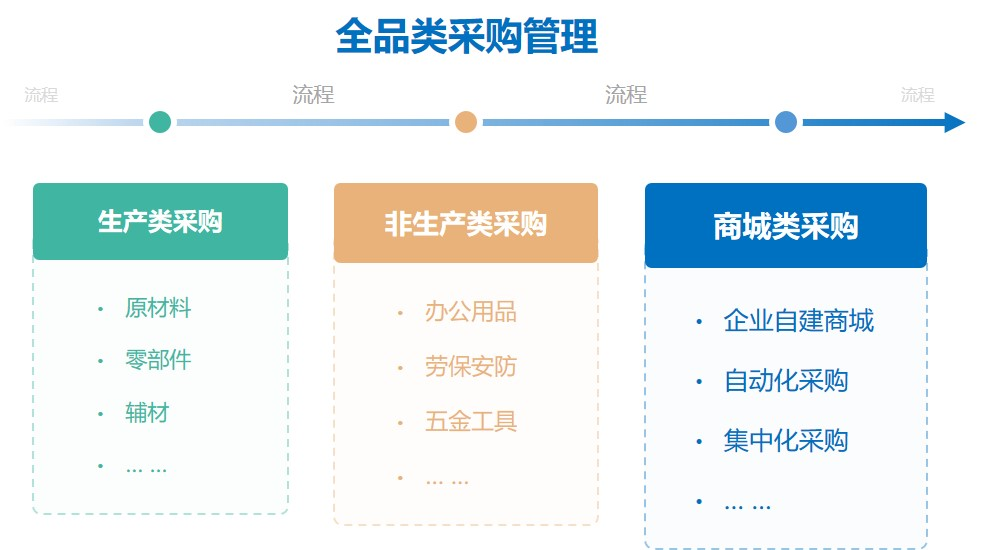 全品类采购管理
流程
流程
流程
流程
生产类采购
• 原材料
• 零部件
• 辅材
• ... ...
非生产类采购
• 办公用品
• 劳保安防
• 五金工具
• ... ...
商城类采购
• 企业自建商城
• 自动化采购
• 集中化采购
• ... ...